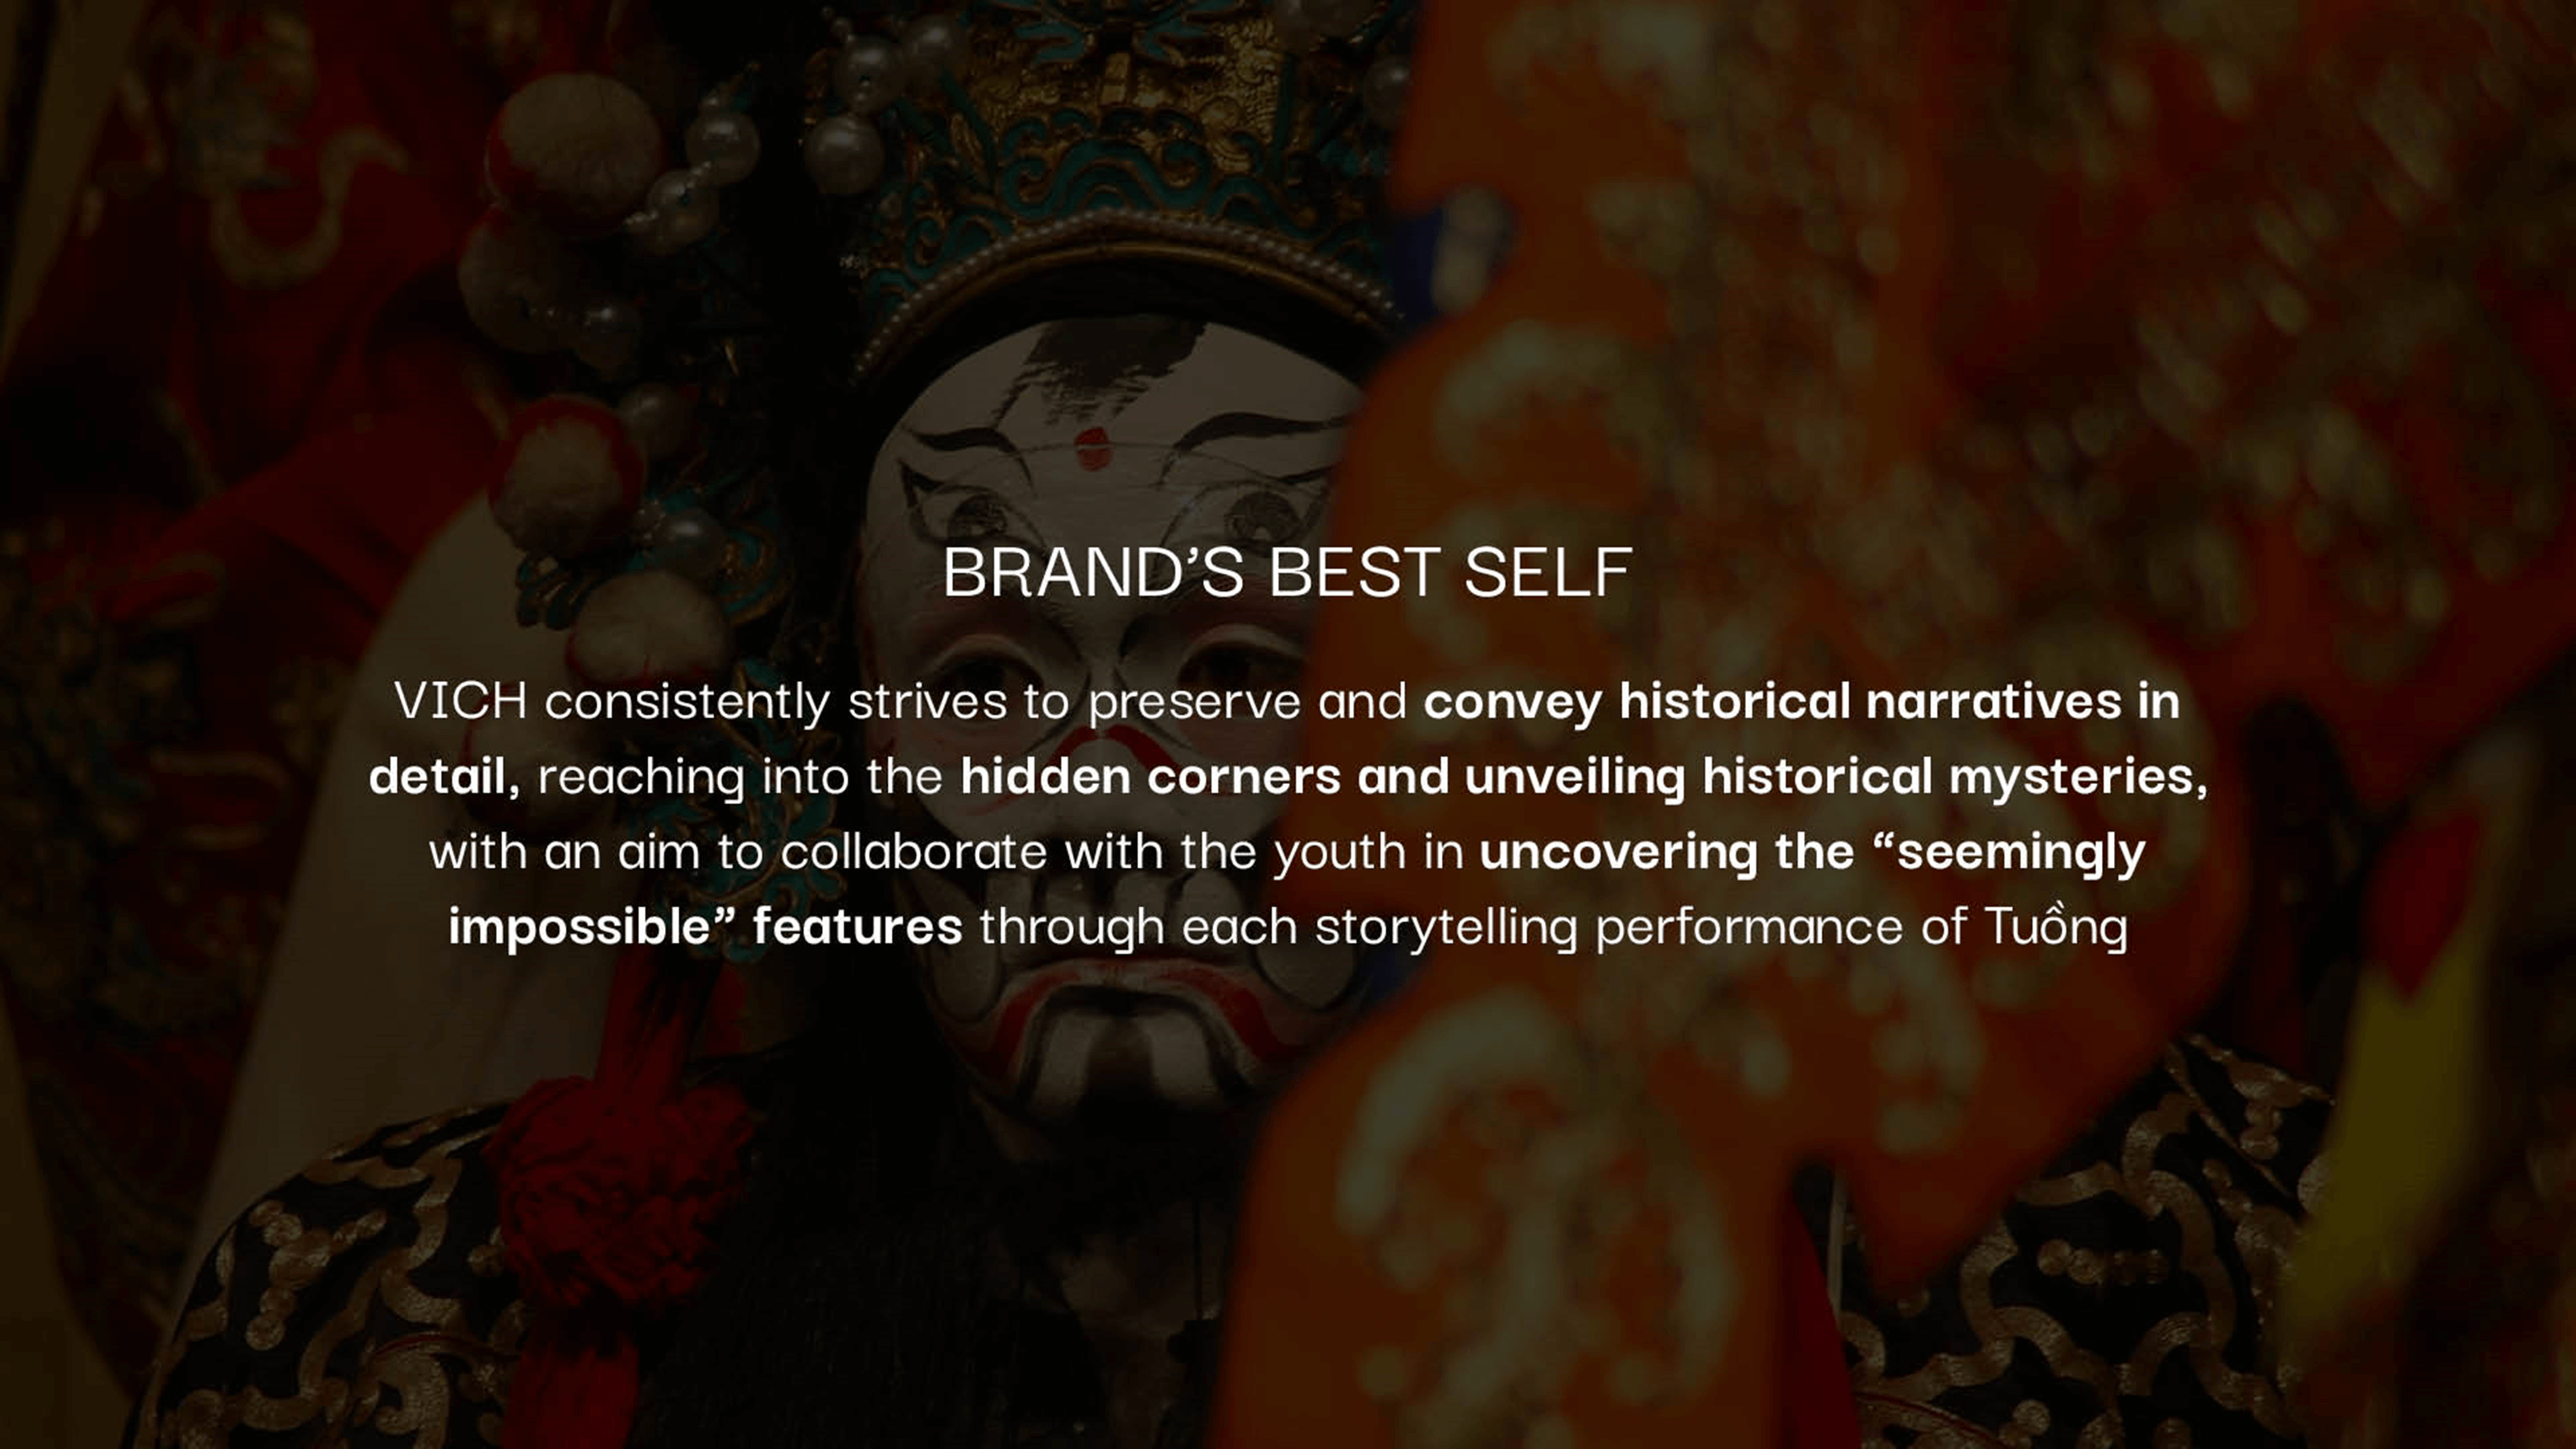 BRAND’S BEST SELF
VICH consistently strives to preserve and convey historical narratives in
detail, reaching into the hidden corners and unveiling historical mysteries,
with an aim to collaborate with the youth in uncovering the “seemingly
impossible” features through each storytelling performance of Tuồng